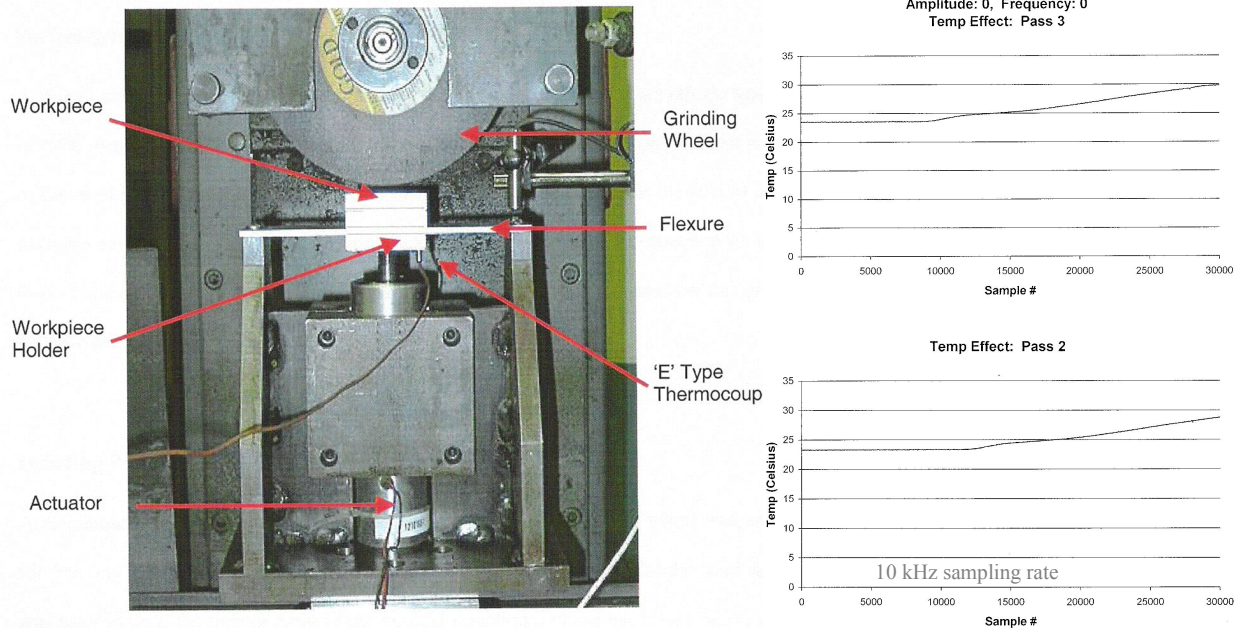 Workpiece
Grinding
Wheel
Flexure
Workpiece
Holder
'E' Type
Thermocoup
Actuator
GOLD
Amplitude: 0, Frequency: 0
Temp Effect: Pass 3
Temp (Celsius)
35
30
25
20
15
10
5
0
0
5000
10000
15000
20000
25000
30000
Sample #
Temp Effect: Pass 2
Temp (Celsius)
35
30
25
20
15
10
5
0
10 kHz sampling rate
0
5000
10000
15000
20000
25000
30000
Sample #